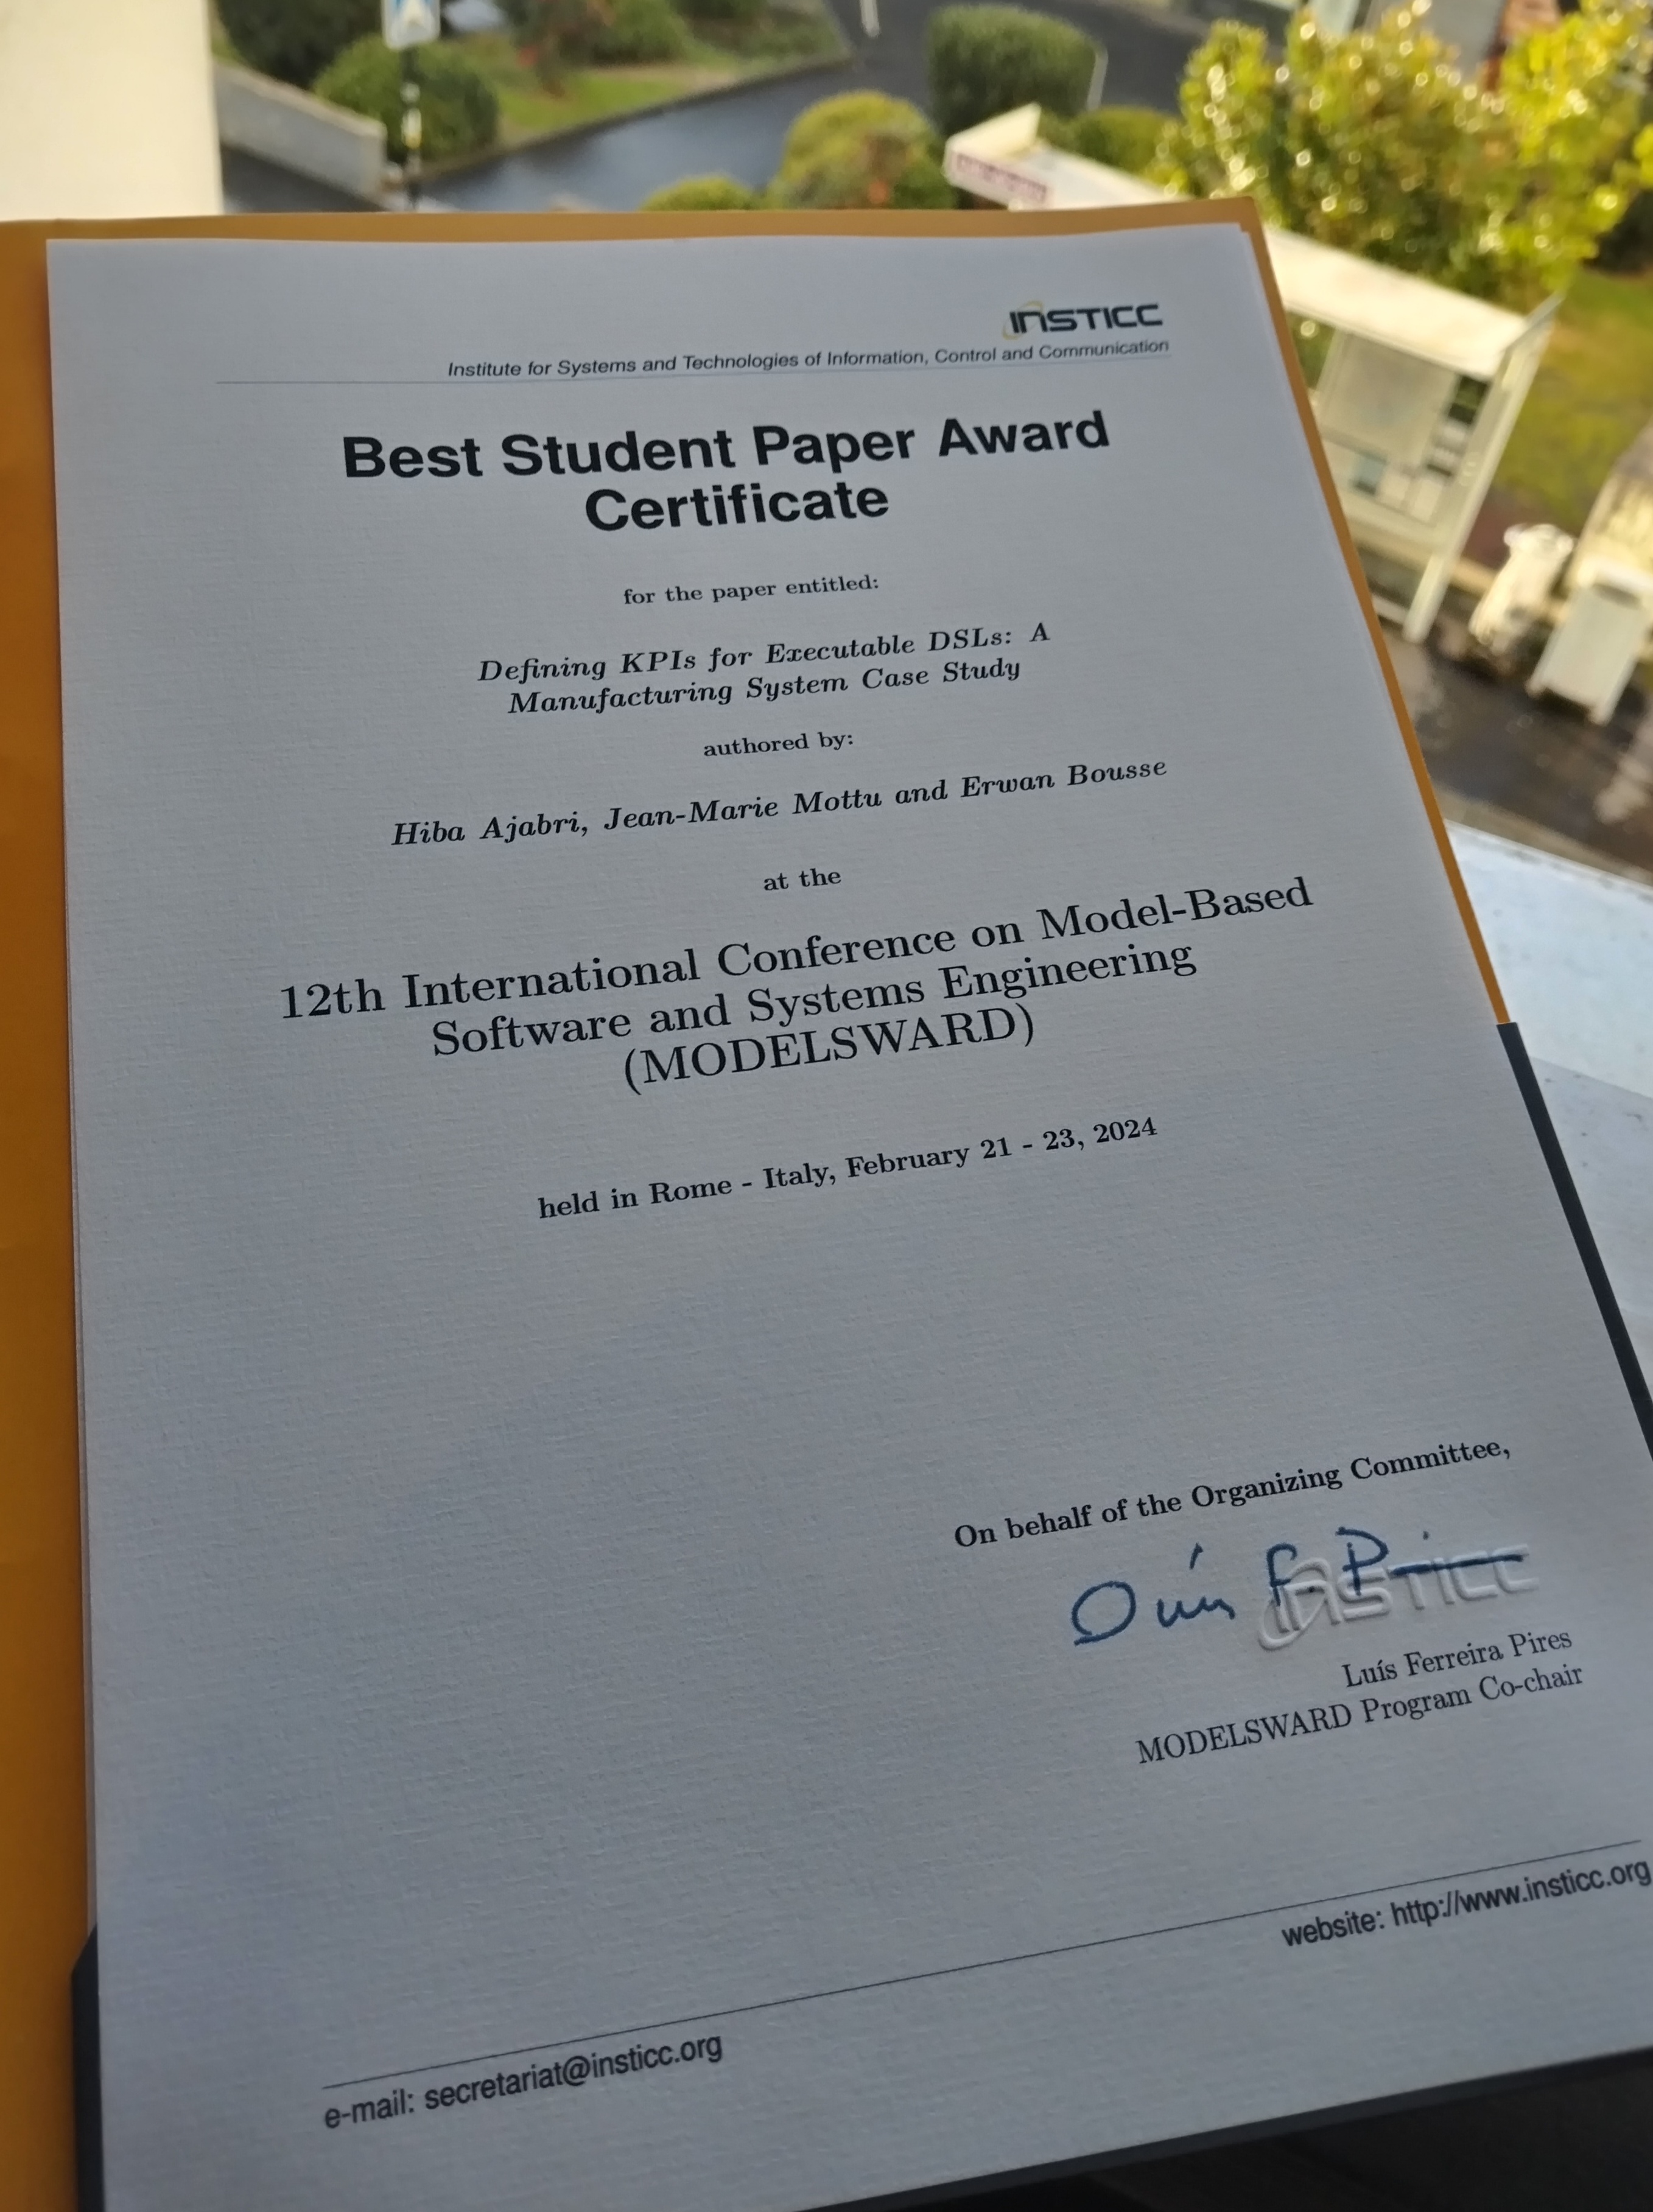 INSTICC
Institute for Systems and Technologies of Information, Control and Communication
Best Student Paper Award
Certificate
for the paper entitled:
Defining KPIs for Executable DSLs: A
Manufacturing System Case Study
authored by:
Hiba Ajabri, Jean-Marie Mottu and Erwan Bousse
at the
12th International Conference on Model-Based
Software and Systems Engineering
(MODELSWARD)
held in Rome - Italy, February 21 - 23, 2024
On behalf of the Organizing Committee,
INSTICC
Luís Ferreira Pires
MODELSWARD Program Co-chair
website: http://www.insticc.org
e-mail: secretariat@insticc.org